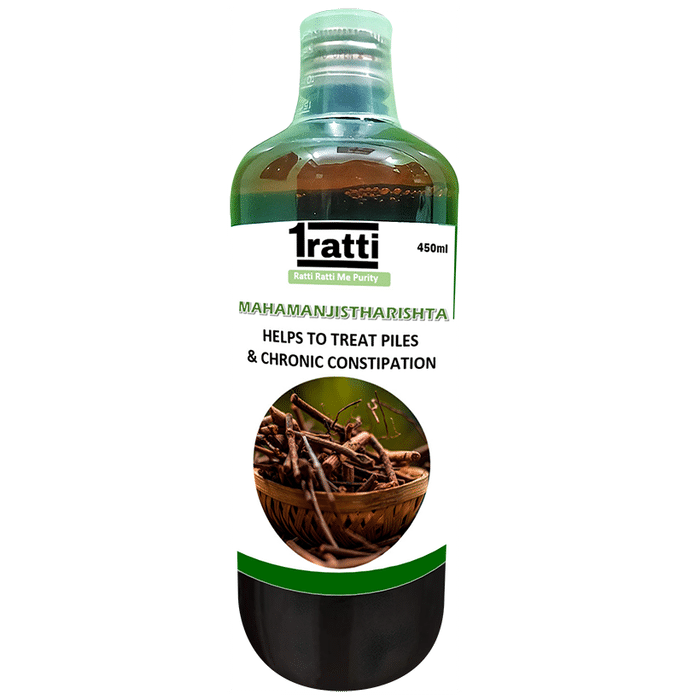 1ratti
450ml
Ratti Ratti Me Purity
MAHAMANJISTHARISHTA
HELPS TO TREAT PILES
& CHRONIC CONSTIPATION